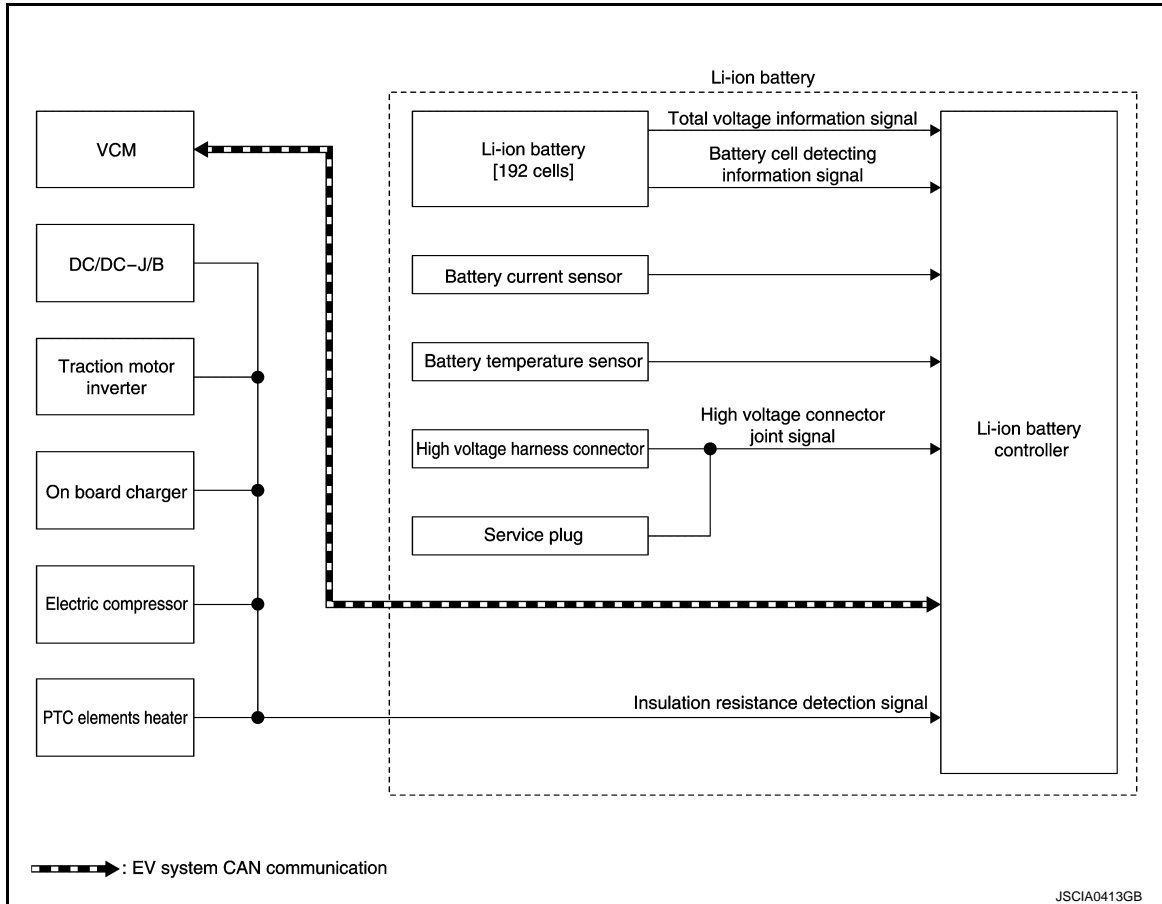 Li-ion battery
VCM
DC/DC–J/B
Traction motor
inverter
On board charger
Electric compressor
PTC elements heater
Li-ion battery
[192 cells]
Total voltage information signal
Battery cell detecting
information signal
Battery current sensor
Battery temperature sensor
High voltage harness connector
High voltage connector
joint signal
Service plug
Li-ion battery
controller
Insulation resistance detection signal
: EV system CAN communication
JSCIA0413GB